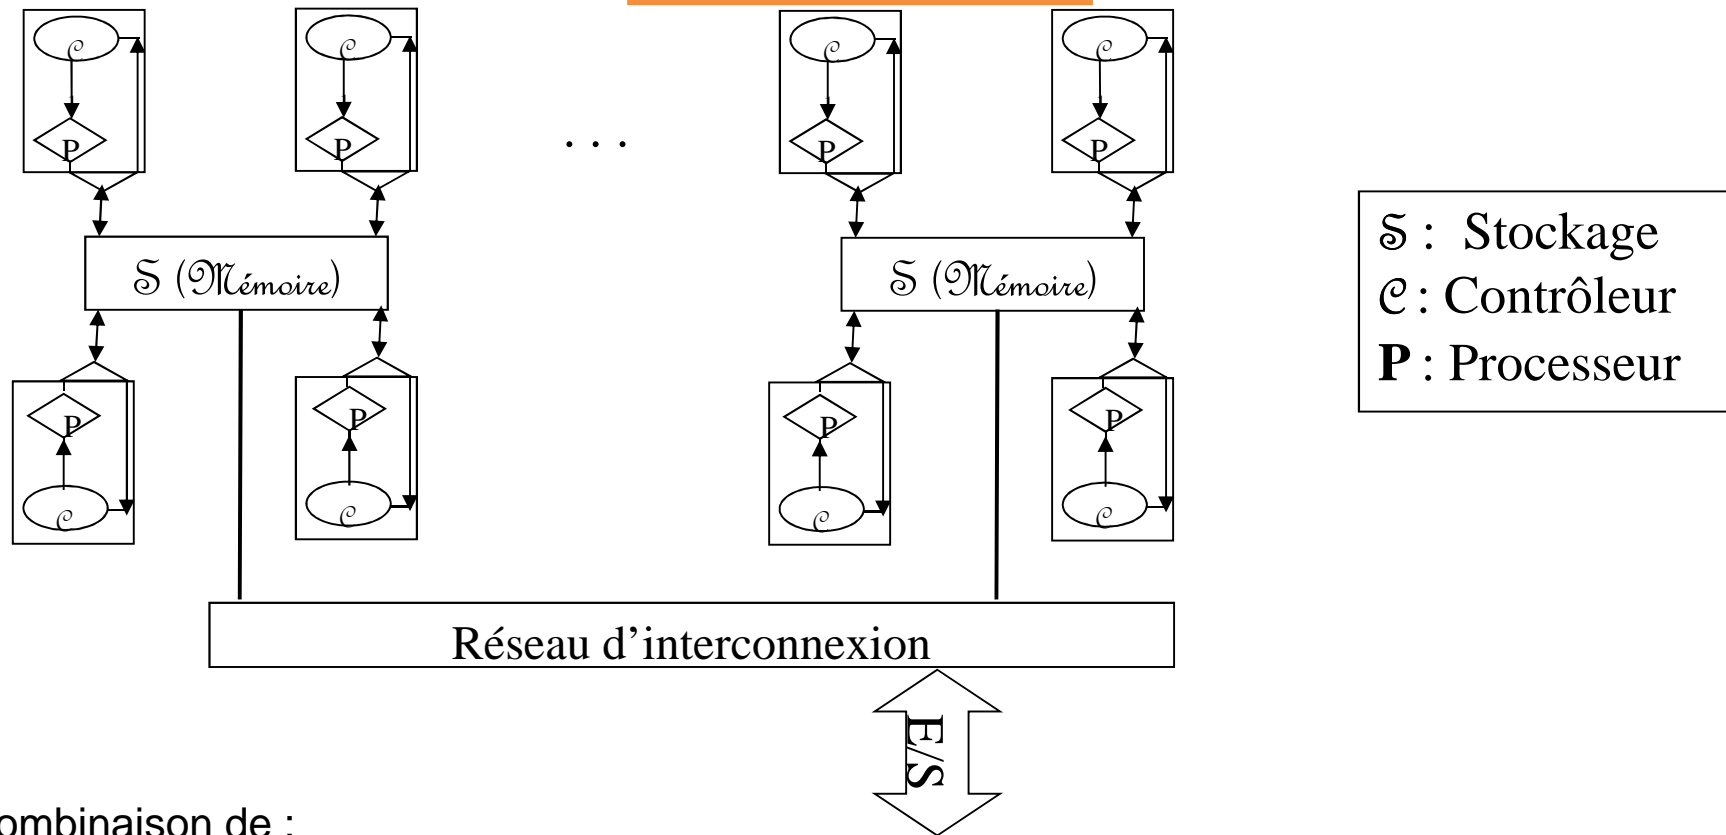 C C C C
P P P P
. . .
S (Mémoire) S (Mémoire)
S : Stockage
C : Contrôleur
P : Processeur
P P P P
C C C C
Réseau d’interconnexion
E/S
ombinaison de :